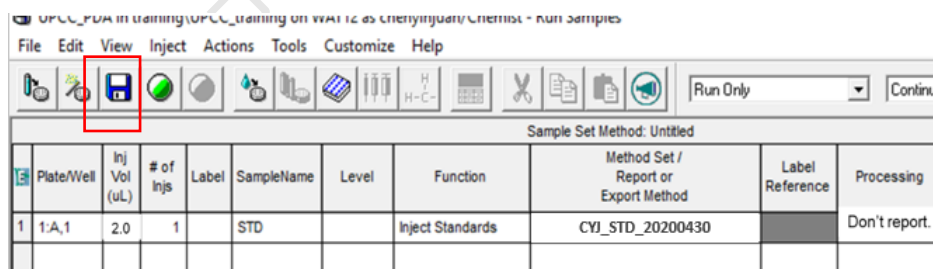 UPCC_PDA in training\UPCC_training on WAT12 as chenyinjuan/Chemist - Run Samples
File Edit View Inject Actions Tools Customize Help
H
H-C-
Run Only
Continu
Sample Set Method: Untitled
Plate/Well
Inj
Vol
(uL)
# of
Injs
Label
SampleName
Level
Function
Method Set /
Report or
Export Method
Label
Reference
Processing
1 1:A,1 2.0 1 STD Inject Standards CYJ_STD_20200430 Don't report.